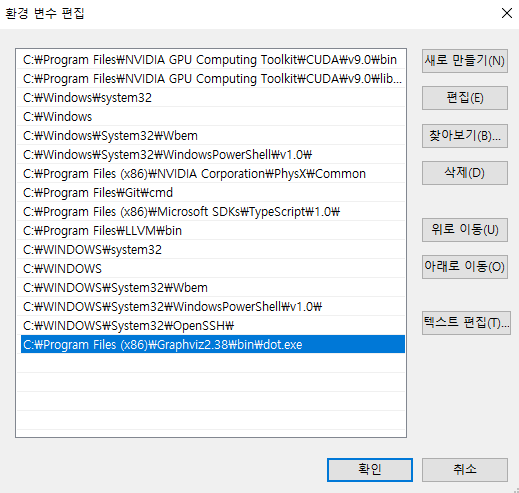 환경 변수 편집
C:₩Program Files₩NVIDIA GPU Computing Toolkit₩CUDA₩v9.0₩bin
C:₩Program Files₩NVIDIA GPU Computing Toolkit₩CUDA₩v9.0₩lib...
C:₩Windows₩system32
C:₩Windows
C:₩Windows₩System32₩Wbem
C:₩Windows₩System32₩WindowsPowerShell₩v1.0₩
C:₩Program Files (x86)₩NVIDIA Corporation₩PhysX₩Common
C:₩Program Files₩Git₩cmd
C:₩Program Files (x86)₩Microsoft SDKs₩TypeScript₩1.0₩
C:₩Program Files₩LLVM₩bin
C:₩WINDOWS₩system32
C:₩WINDOWS
C:₩WINDOWS₩System32₩Wbem
C:₩WINDOWS₩System32₩WindowsPowerShell₩v1.0₩
C:₩WINDOWS₩System32₩OpenSSH₩
C:₩Program Files (x86)₩Graphviz2.38₩bin₩dot.exe
새로 만들기(N)
편집(E)
찾아보기(B)...
삭제(D)
위로 이동(U)
아래로 이동(O)
텍스트 편집(T)...
확인
취소